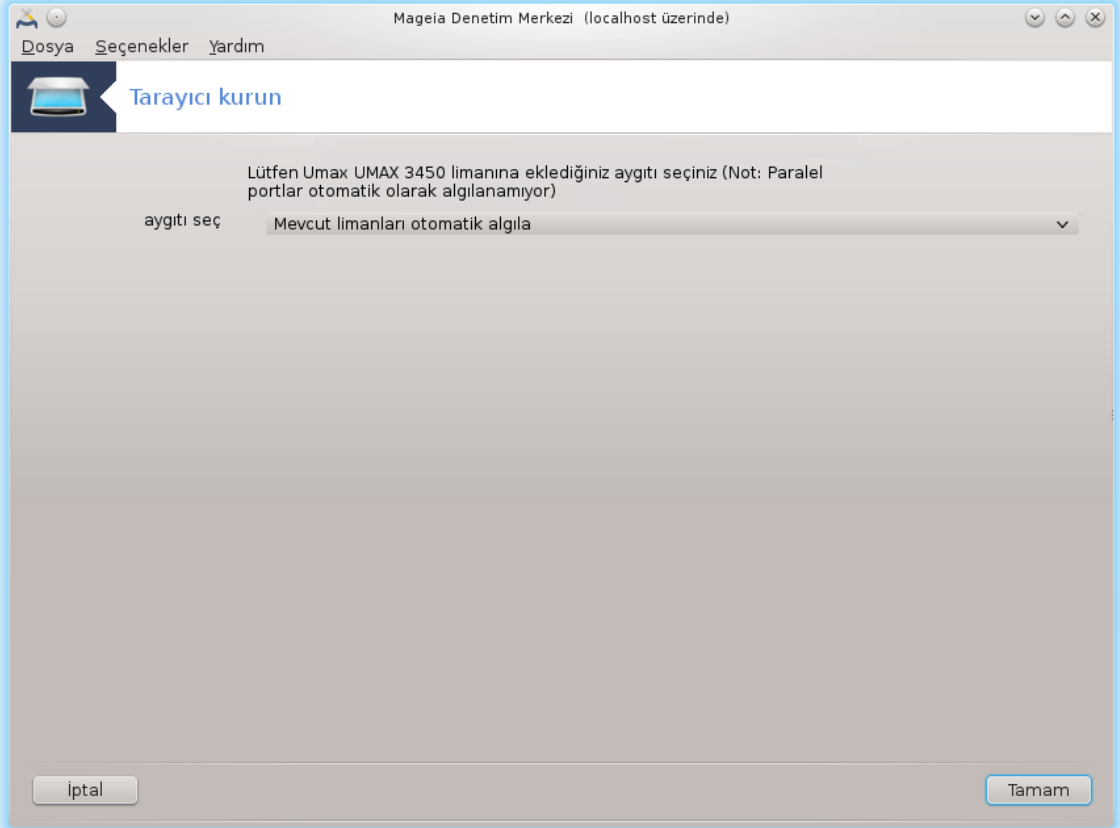 Mageia Denetim Merkezi (localhost üzerinde)
Dosya Seçenekler Yardım
Tarayıcı kurun
Lütfen Umax UMAX 3450 limanına eklediğiniz aygıtı seçiniz (Not: Paralel
portlar otomatik olarak algılanamıyor)
aygıtı seç Mevcut limanları otomatik algıla
İptal Tamam